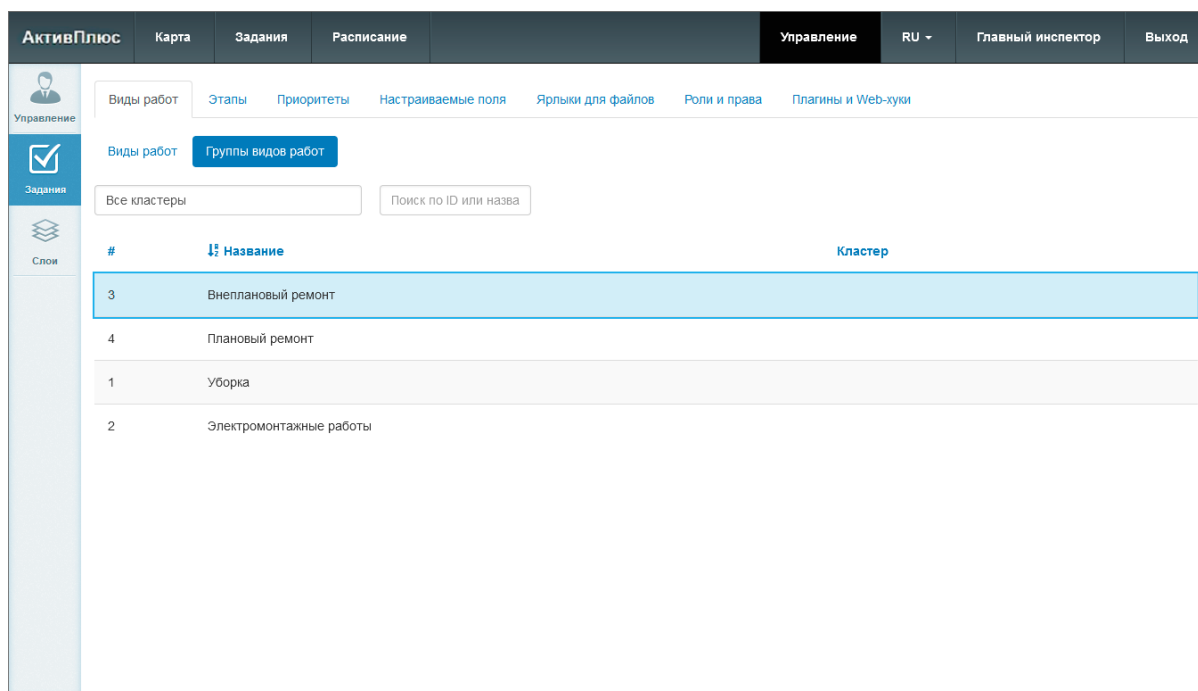 АктивПлюс Карта Задания Расписание Управление RU Главный инспектор Выход
Управление
Задания
Слои
Виды работ Этапы Приоритеты Настраиваемые поля Ярлыки для файлов Роли и права Плагины и Web-хуки
Виды работ Группы видов работ
Все кластеры Поиск по ID или назва
# Название Кластер
3 Внеплановый ремонт
4 Плановый ремонт
1 Уборка
2 Электромонтажные работы